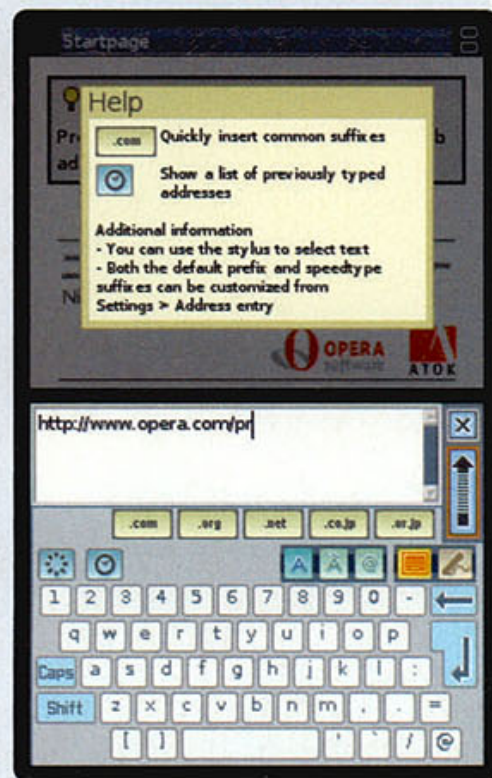 Startpage
Help
.com Quickly insert common suffixes
Show a list of previously typed
addresses
Additional information
- You can use the stylus to select text
- Both the default prefix and speedtype
suffixes can be customized from
Settings > Address entry
OPERA
software
ATOK
http://www.opera.com/pr
.com .org .net .co.jp .or.jp
A Ä @
1 2 3 4 5 6 7 8 9 0 -
q w e r t y u i o p
Caps a s d f g h j k l :
Shift z x c v b n m , . =
[ ] ' ` / @